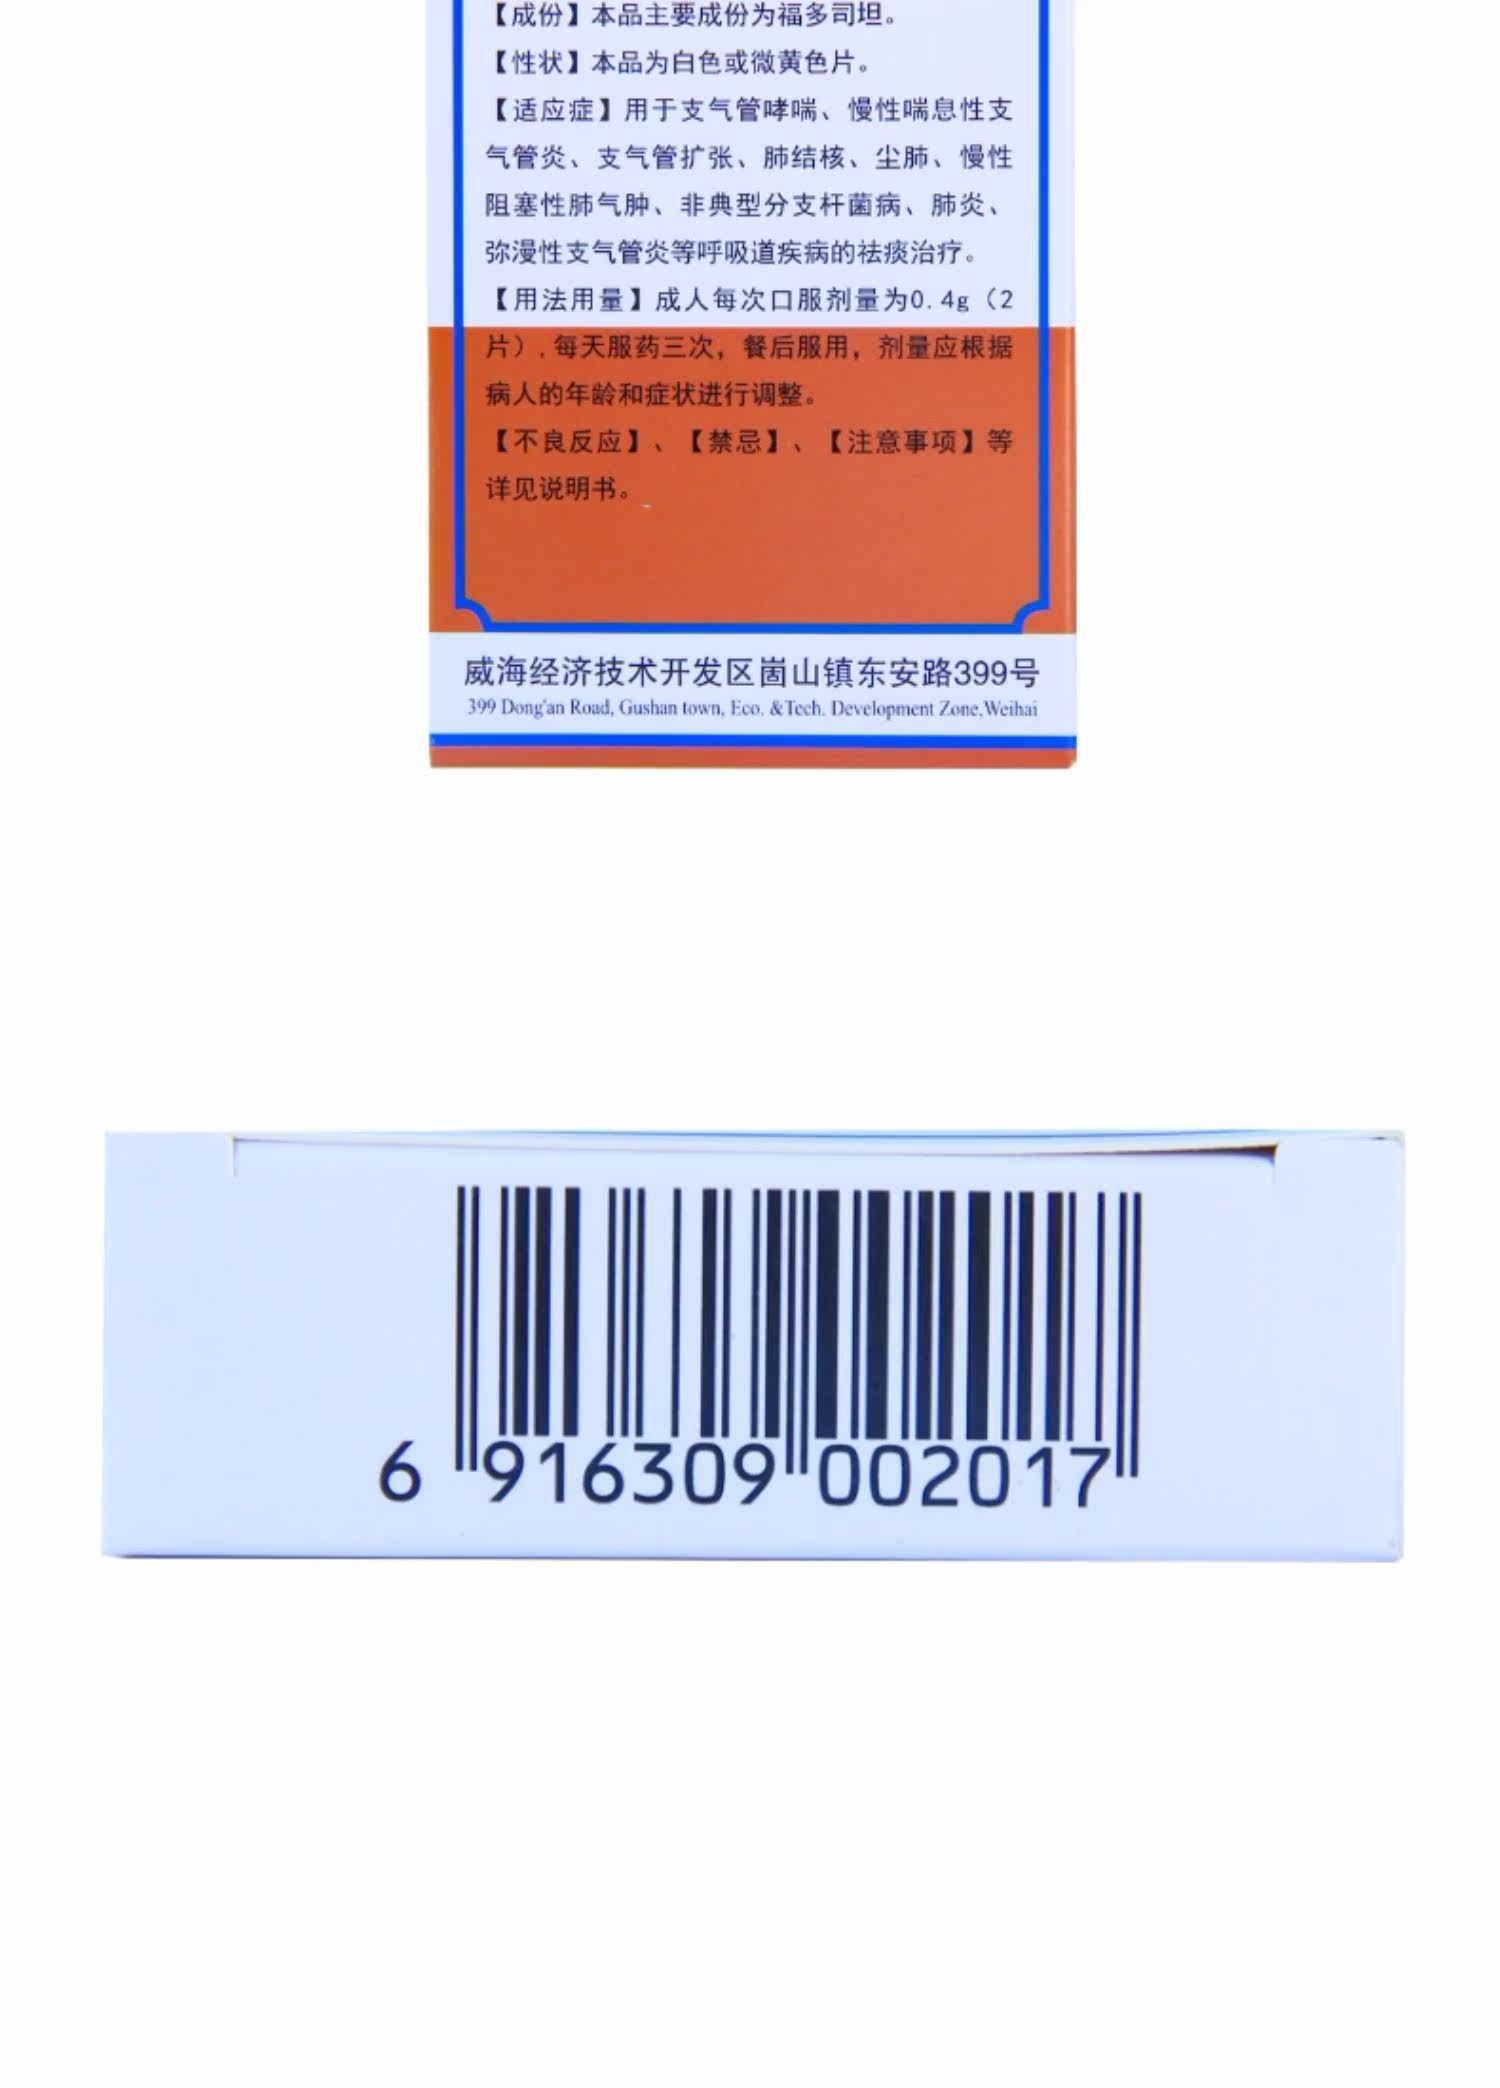 【成份】本品主要成份为福多司坦。
【性状】本品为白色或微黄色片。
【适应症】用于支气管哮喘、慢性喘息性支
气管炎、支气管扩张、肺结核、尘肺、慢性
阻塞性肺气肿、非典型分支杆菌病、肺炎、
弥漫性支气管炎等呼吸道疾病的祛痰治疗。
【用法用量】成人每次口服剂量为0.4g（2
片）,每天服药三次，餐后服用，剂量应根据
病人的年龄和症状进行调整。
【不良反应】、【禁忌】、【注意事项】等
详见说明书。
威海经济技术开发区崮山镇东安路399号
399 Dong'an Road, Gushan town, Eco. &Tech. Development Zone,Weihai
6 916309 002017